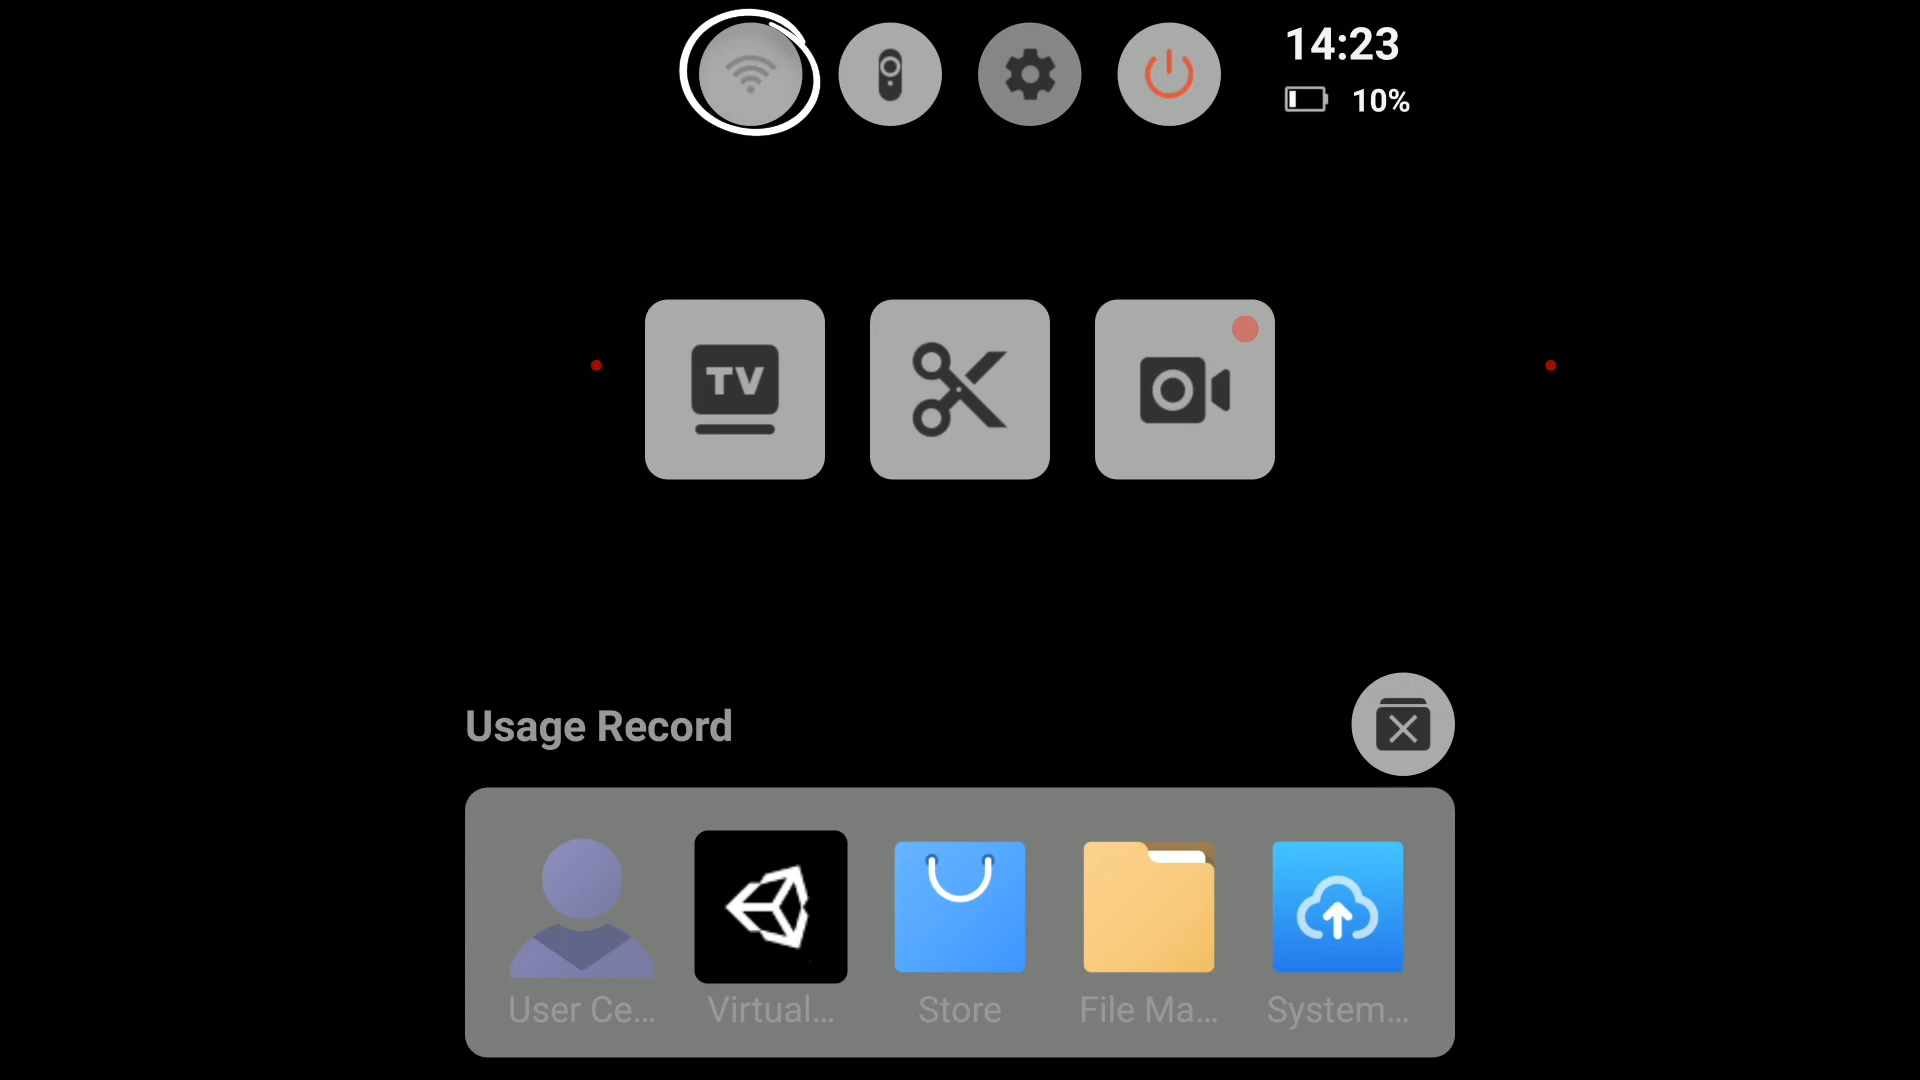 14:23
10%
TV
Usage Record
User Ce...
Virtual...
Store
File Ma...
System...